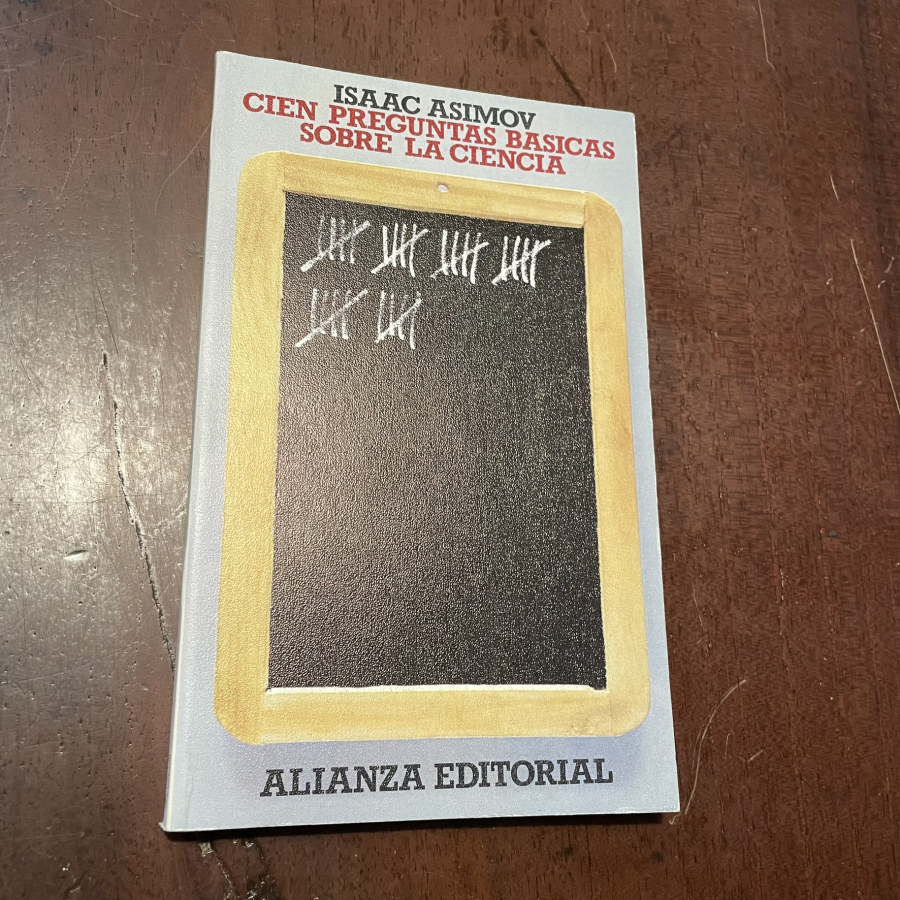 ISAAC ASIMOV
CIEN PREGUNTAS BASICAS
SOBRE LA CIENCIA
ALIANZA EDITORIAL